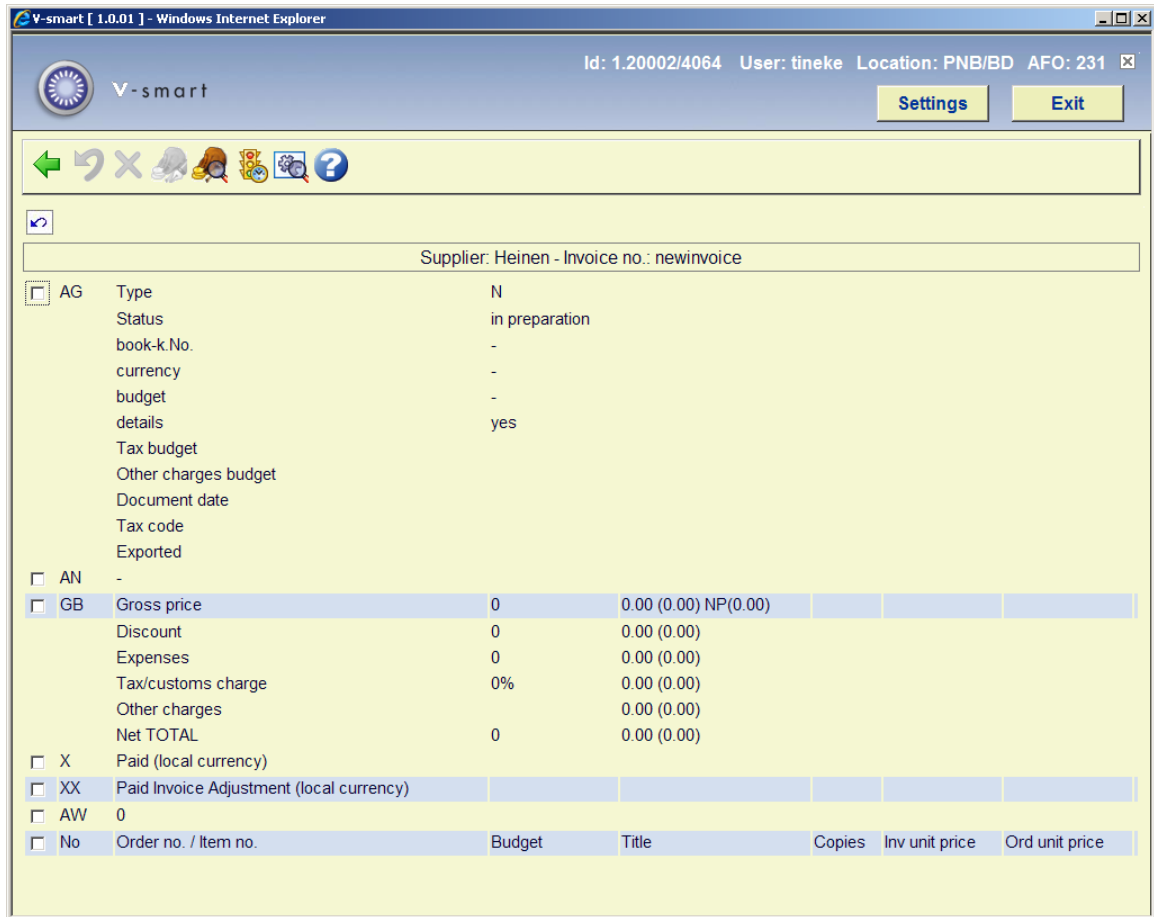 V-smart [ 1.0.01 ] - Windows Internet Explorer
Id: 1.20002/4064 User: tineke Location: PNB/BD AFO: 231
V-smart
Settings Exit
Supplier: Heinen - Invoice no.: newinvoice
AG Type N
Status in preparation
book-k.No. -
currency -
budget -
details yes
Tax budget
Other charges budget
Document date
Tax code
Exported
AN -
GB Gross price 0 0.00 (0.00) NP(0.00)
Discount 0 0.00 (0.00)
Expenses 0 0.00 (0.00)
Tax/customs charge 0% 0.00 (0.00)
Other charges 0.00 (0.00)
Net TOTAL 0 0.00 (0.00)
X Paid (local currency)
XX Paid Invoice Adjustment (local currency)
AW 0
No Order no. / Item no. Budget Title Copies Inv unit price Ord unit price